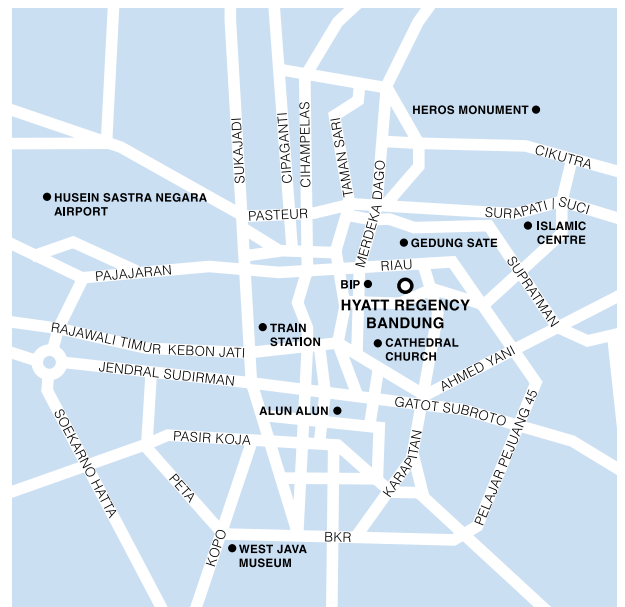 HEROS MONUMENT
CIKUTRA
SUKAJADI
CIPAGANTI
CIHAMPELAS
TAMAN SARI
MERDEKA DAGO
HUSEIN SASTRA NEGARA
AIRPORT
PASTEUR
SURAPATI | SUCI
ISLAMIC
CENTRE
GEDUNG SATE
SUPRATMAN
RIAU
PAJAJARAN
BIP
HYATT REGENCY
BANDUNG
RAJAWALI TIMUR KEBON JATI
TRAIN
STATION
CATHEDRAL
CHURCH
JENDRAL SUDIRMAN
AHMED YANI
ALUN ALUN
GATOT SUBROTO
PELAJAR PEJUANG 45
SOEKARNO HATTA
PASIR KOJA
KARAPITAN
PETA
KOPO
BKR
WEST JAVA
MUSEUM